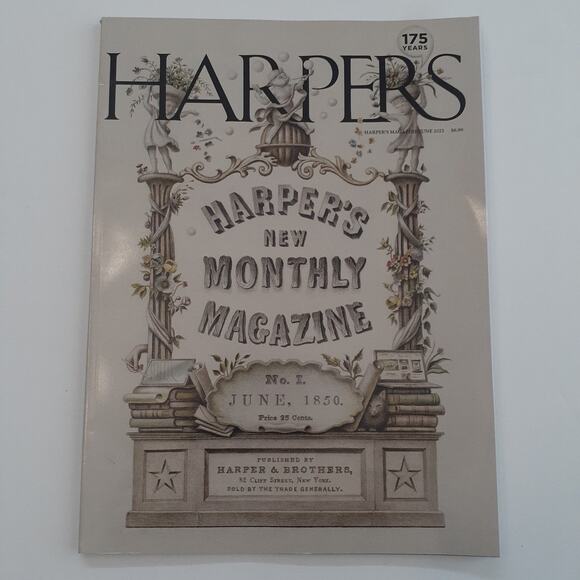 HARPER'S
175
YEARS
HARPER'S MAGAZINE/JUNE 2025 $8.99
HARPER'S
NEW
MONTHLY
MAGAZINE
No. I.
JUNE, 1850.
Price 25 Cents.
PUBLISHED BY
HARPER & BROTHERS,
82 CLIFF STREET, NEW YORK.
SOLD BY THE TRADE GENERALLY.